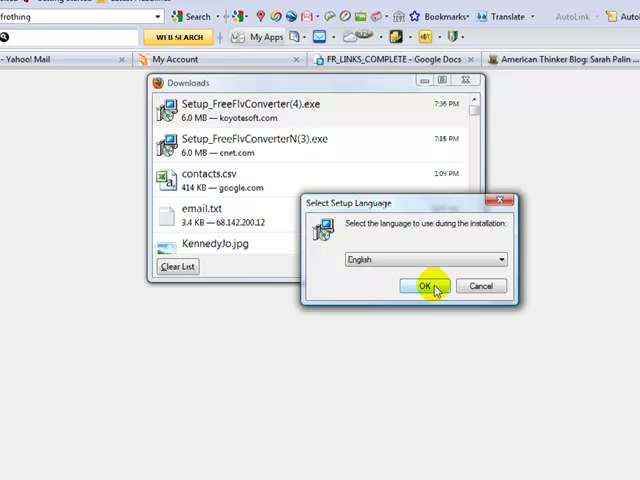 frothing Search Bookmarks Translate AutoLink
WEB SEARCH My Apps
- Yahoo! Mail My Account FR_LINKS_COMPLETE - Google Docs American Thinker Blog: Sarah Palin ...
Downloads
Setup_FreeFlvConverter(4).exe 7:36 PM
6.0 MB — koyotesoft.com
Setup_FreeFlvConverterN(3).exe 7:35 PM
6.0 MB — cnet.com
contacts.csv 1:09 PM
414 KB — google.com
email.txt
3.4 KB — 68.142.200.12
KennedyJo.jpg
Clear List
Select Setup Language
Select the language to use during the installation:
English
OK Cancel